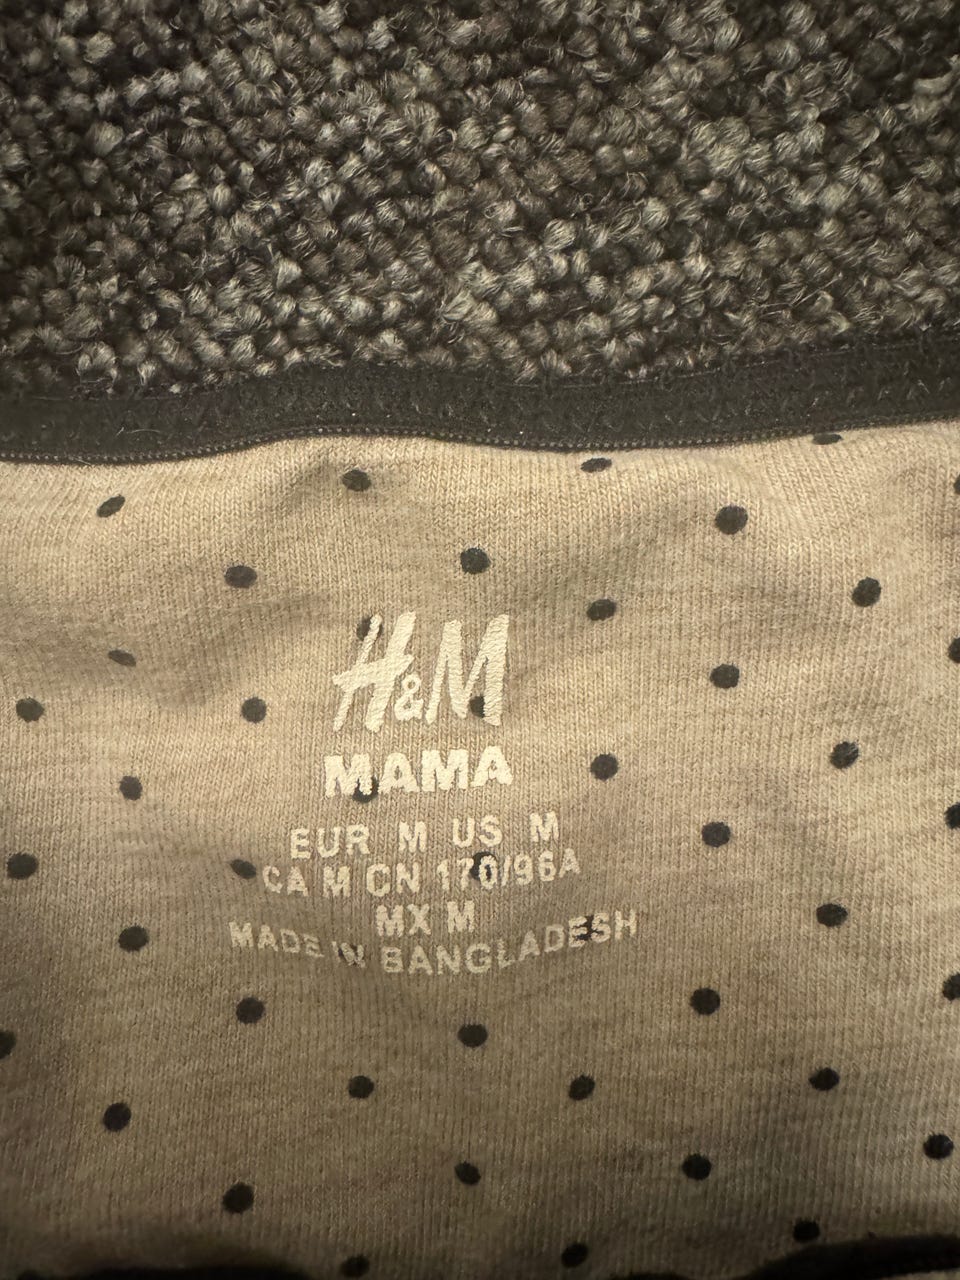 H&M
MAMA
EUR M US M
CA M CN 170/96A
MX M
MADE IN BANGLADESH